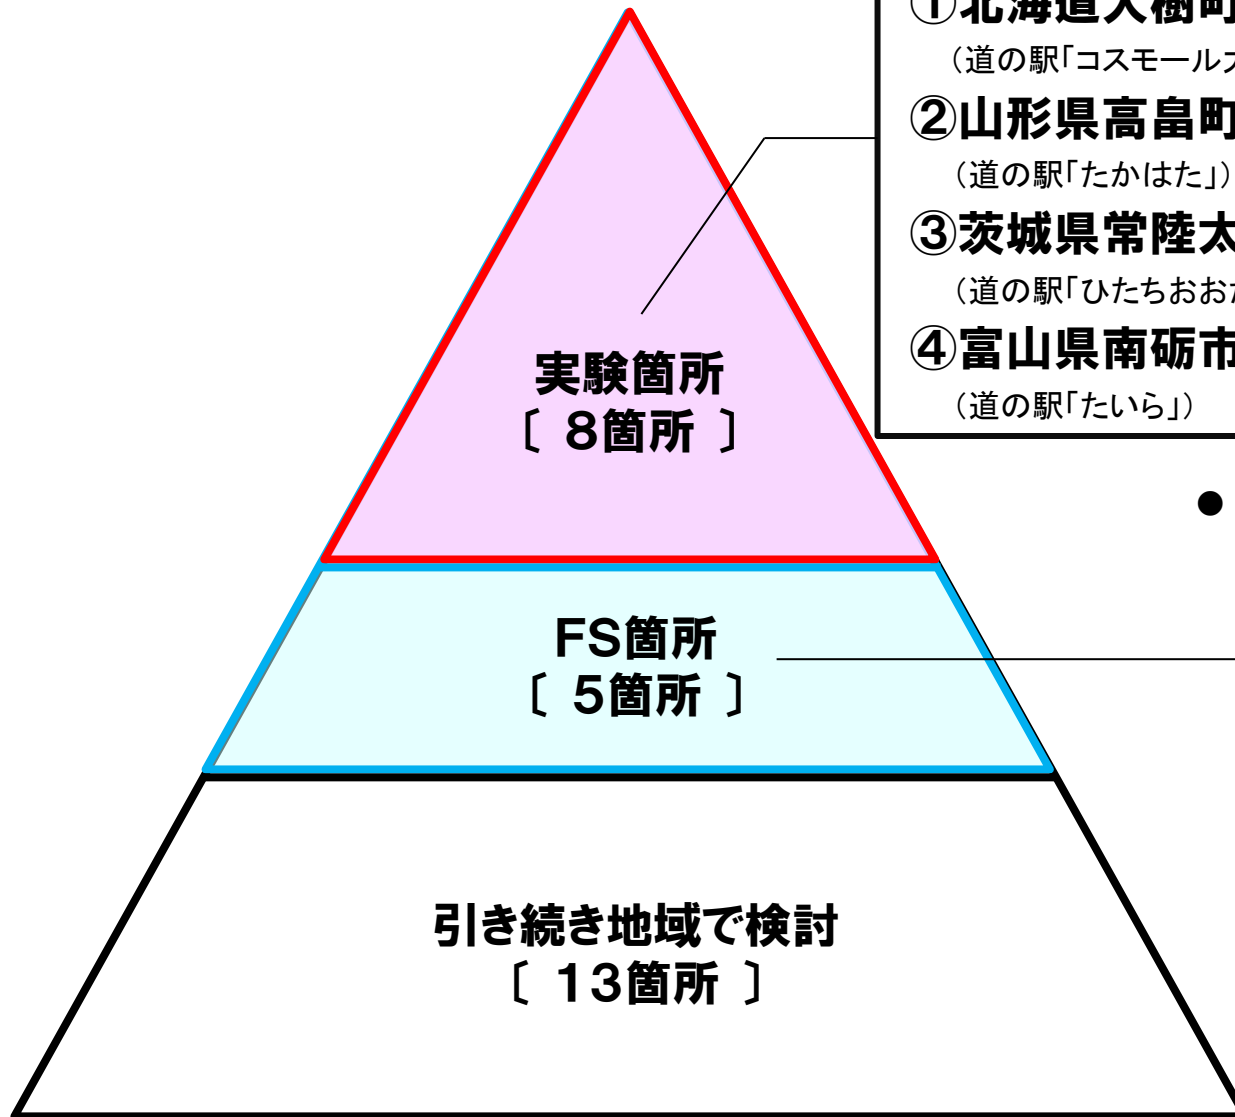 ①北海道大樹町
（道の駅「コスモール
②山形県高畠町
（道の駅「たかはた」）
③茨城県常陸太
（道の駅「ひたちおお
④富山県南砺市
（道の駅「たいら」）
実験箇所
〔 8箇所 〕
●
FS箇所
〔 5箇所 〕
引き続き地域で検討
〔 13箇所 〕